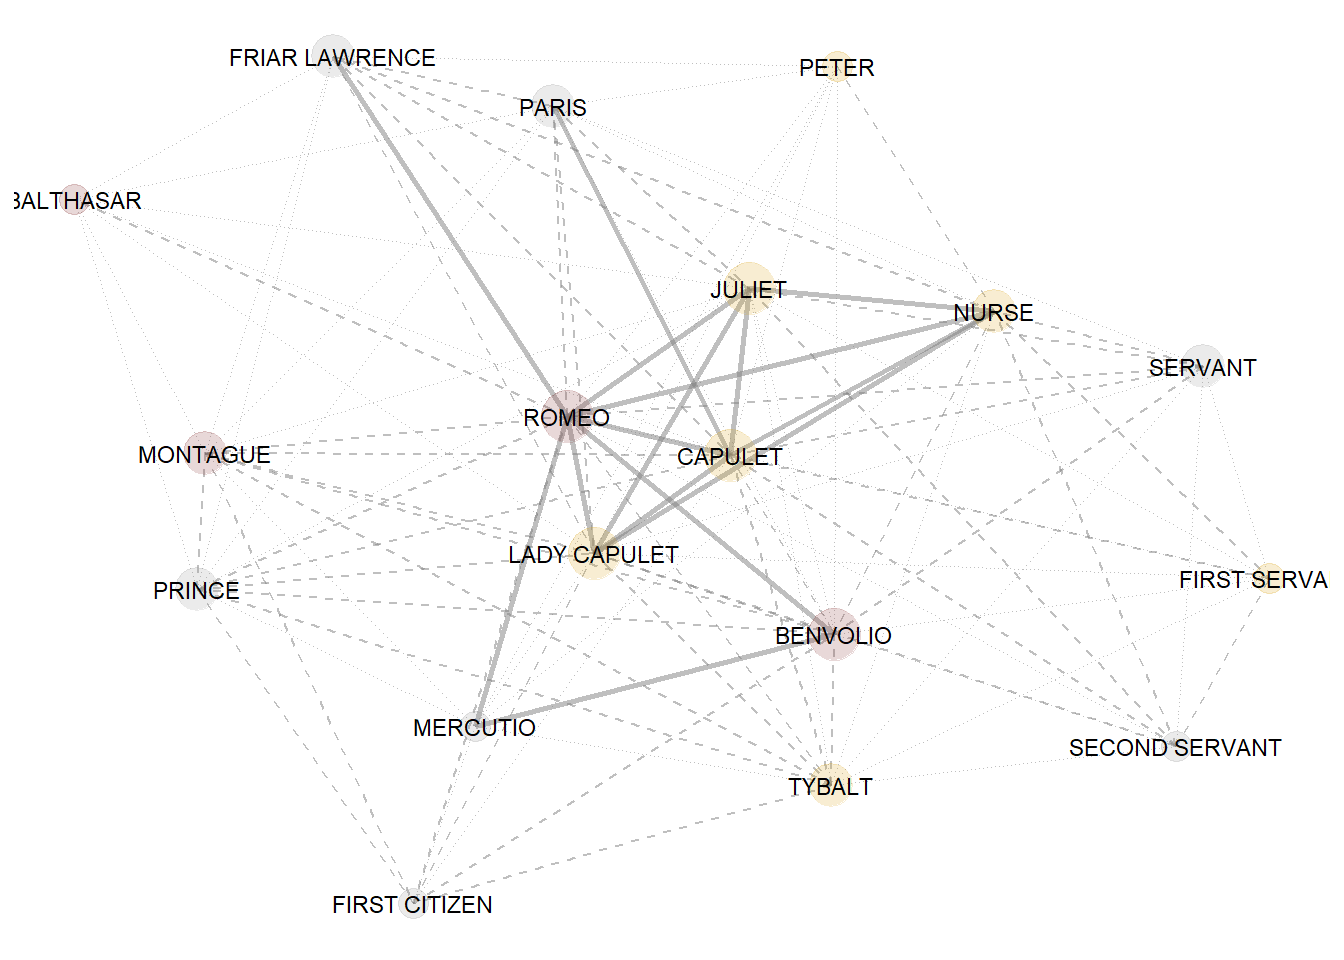 FRIAR LAWRENCE
PETER
PARIS
BALTHASAR
JULIET
NURSE
SERVANT
ROMEO
MONTAGUE
CAPULET
LADY CAPULET
FIRST SERVA
PRINCE
BENVOLIO
MERCUTIO
SECOND SERVANT
TYBALT
FIRST CITIZEN